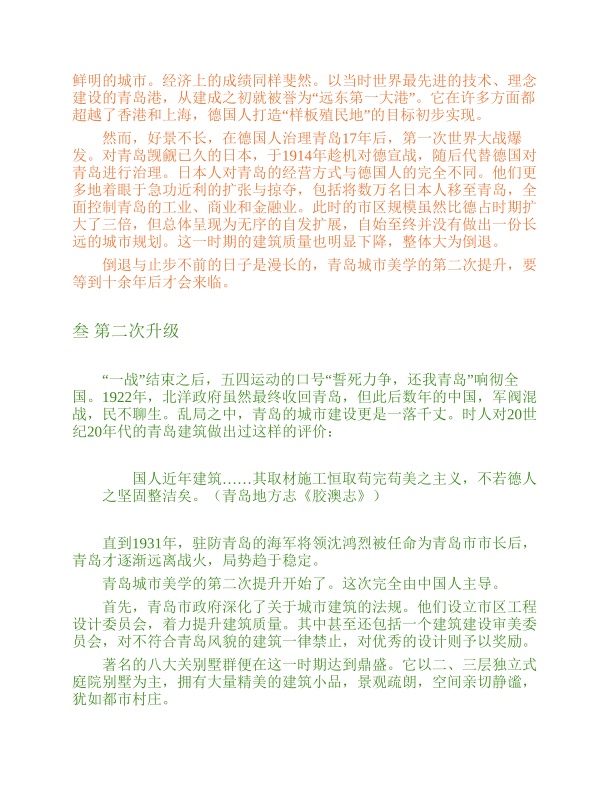 鲜明的城市。经济上的成绩同样斐然。以当时世界最先进的技术、理念
建设的青岛港，从建成之初就被誉为“远东第一大港”。它在许多方面都
超越了香港和上海，德国人打造“样板殖民地”的目标初步实现。
然而，好景不长，在德国人治理青岛17年后，第一次世界大战爆
发。对青岛觊觎已久的日本，于1914年趁机对德宣战，随后代替德国对
青岛进行治理。日本人对青岛的经营方式与德国人的完全不同。他们更
多地着眼于急功近利的扩张与掠夺，包括将数万名日本人移至青岛，全
面控制青岛的工业、商业和金融业。此时的市区规模虽然比德占时期扩
大了三倍，但总体呈现为无序的自发扩展，自始至终并没有做出一份长
远的城市规划。这一时期的建筑质量也明显下降，整体大为倒退。
倒退与止步不前的日子是漫长的，青岛城市美学的第二次提升，要
等到十余年后才会来临。
叁 第二次升级
“一战”结束之后，五四运动的口号“誓死力争，还我青岛”响彻全
国。1922年，北洋政府虽然最终收回青岛，但此后数年的中国，军阀混
战，民不聊生。乱局之中，青岛的城市建设更是一落千丈。时人对20世
纪20年代的青岛建筑做出过这样的评价：
国人近年建筑……其取材施工恒取苟完苟美之主义，不若德人
之坚固整洁矣。（青岛地方志《胶澳志》）
直到1931年，驻防青岛的海军将领沈鸿烈被任命为青岛市市长后，
青岛才逐渐远离战火，局势趋于稳定。
青岛城市美学的第二次提升开始了。这次完全由中国人主导。
首先，青岛市政府深化了关于城市建筑的法规。他们设立市区工程
设计委员会，着力提升建筑质量。其中甚至还包括一个建筑建设审美委
员会，对不符合青岛风貌的建筑一律禁止，对优秀的设计则予以奖励。
著名的八大关别墅群便在这一时期达到鼎盛。它以二、三层独立式
庭院别墅为主，拥有大量精美的建筑小品，景观疏朗，空间亲切静谧，
犹如都市村庄。